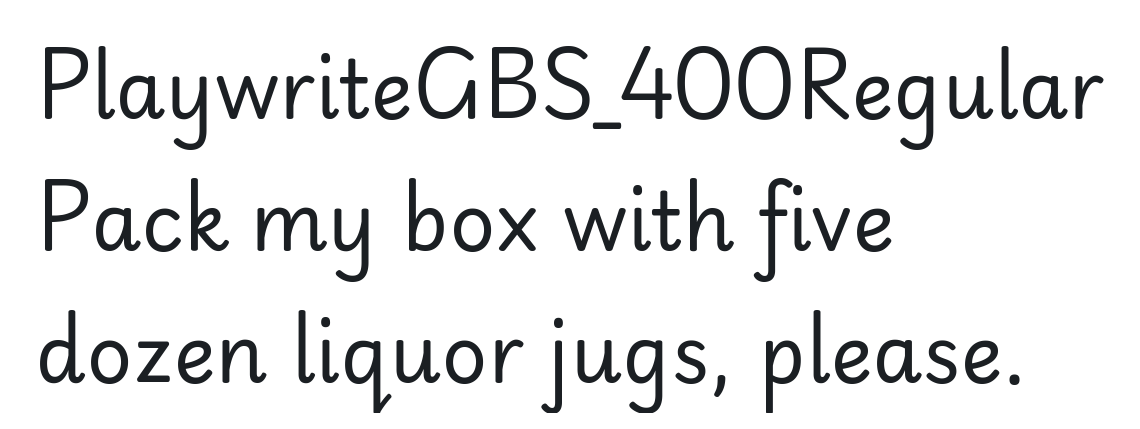 PlaywriteGBS_400Regular
Pack my box with five
dozen liquor jugs, please.